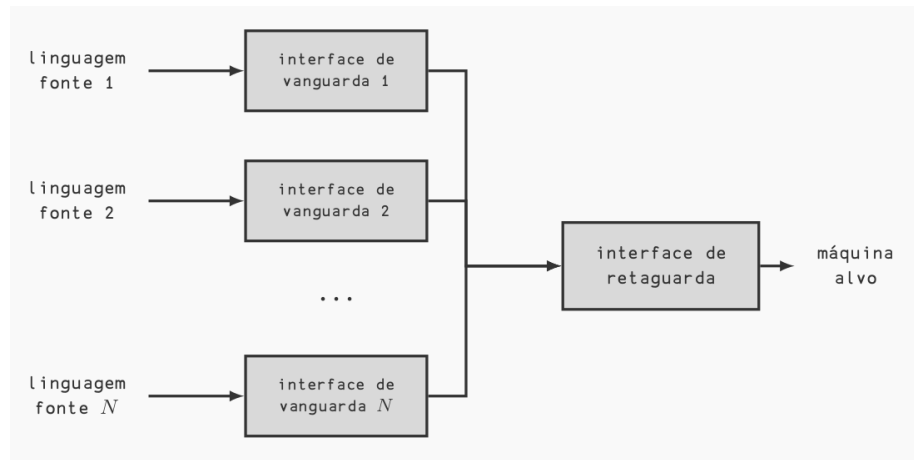 linguagem
fonte 1
interface de
vanguarda 1
linguagem
fonte 2
interface de
vanguarda 2
interface de
retaguarda
máquina
alvo
...
linguagem
fonte N
interface de
vanguarda N